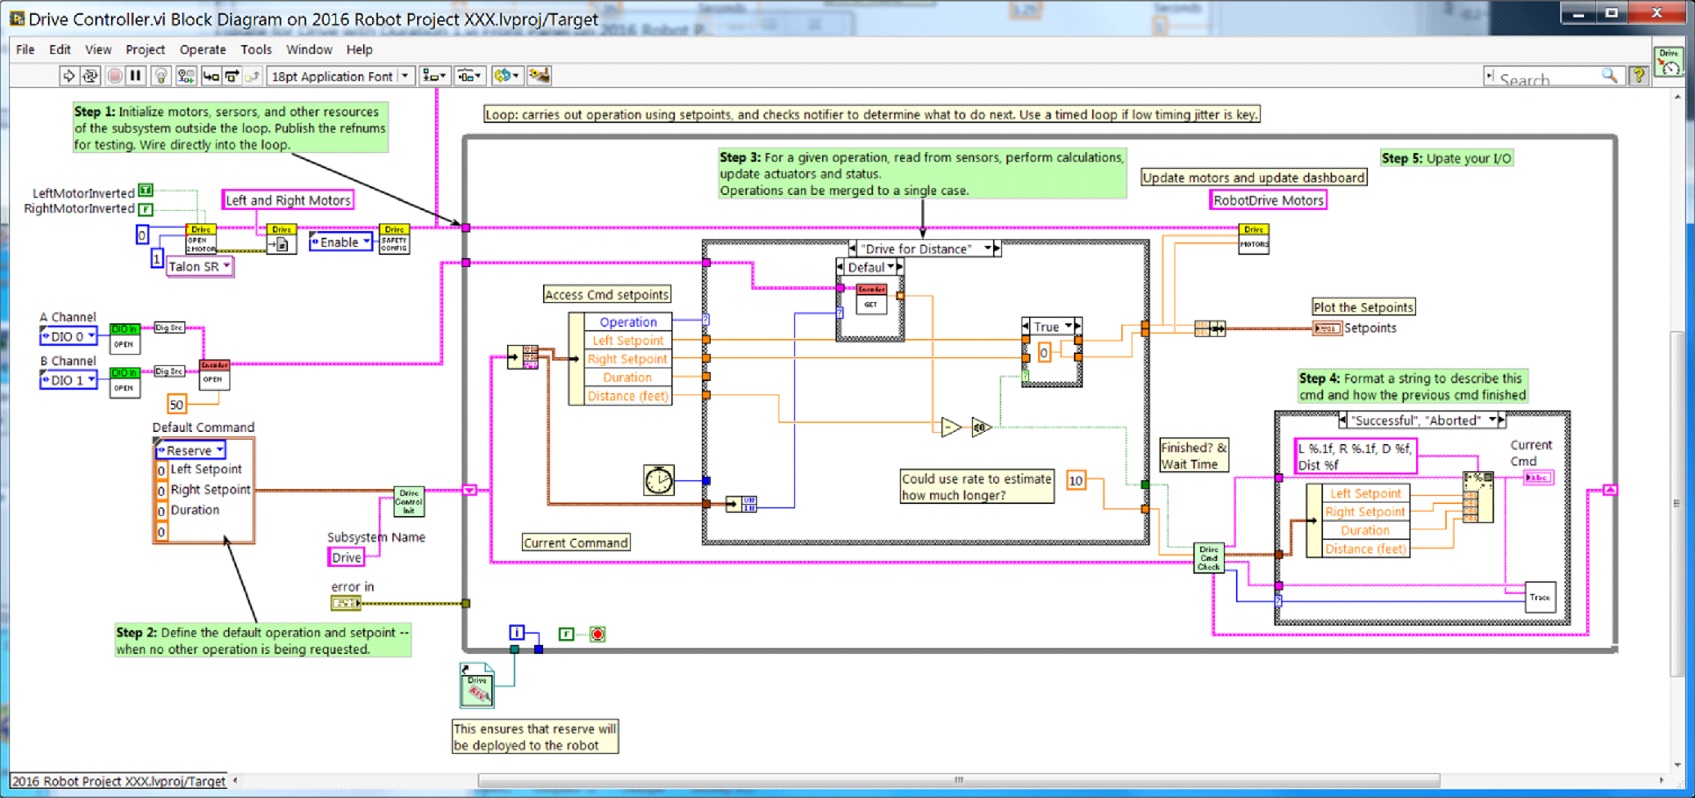 Drive Controller.vi Block Diagram on 2016 Robot Project XXX.lvproj/Target
File Edit View Project Operate Tools Window Help
18pt Application Font
Search
Drive
Step 1: Initialize motors, sersors, and other resources
of the subsystem outside the loop. Publish the refnums
for testing. Wire directly into the loop.
Loop: carries out operation using setpoints, and checks notifier to determine what to do next. Use a timed loop if low timing jitter is key.
Step 3: For a given operation, read from sensors, perform calculations,
update actuators and status.
Operations can be merged to a single case.
Step 5: Upate your I/O
Update motors and update dashboard
RobotDrive Motors
LeftMotorInverted T
RightMotorInverted F
Left and Right Motors
0
1
Drive
OPEN
2 MOTOR
Drive
Enable
Drive
SAFETY
CONFIG
Talon SR
Drive
MOTORS
"Drive for Distance"
Defaul
Encoder
GET
Access Cmd setpoints
Operation
Left Setpoint
Right Setpoint
Duration
Distance (feet)
True
0
Plot the Setpoints
Setpoints
A Channel
DIO 0
DIO In
OPEN
Dig Src
B Channel
DIO 1
DIO In
OPEN
Dig Src
Encoder
OPEN
50
Step 4: Format a string to describe this
cmd and how the previous cmd finished
"Successful", "Aborted"
L %.1f, R %.1f, D %f,
Dist %f
Current
Cmd
abc
Left Setpoint
Right Setpoint
Duration
Distance (feet)
Trace
Default Command
Reserve
0 Left Setpoint
0 Right Setpoint
0 Duration
0
Drive
Control
Init
Subsystem Name
Drive
error in
Finished? &
Wait Time
Could use rate to estimate
how much longer?
10
Current Command
Drive
Cmd
Check
Step 2: Define the default operation and setpoint --
when no other operation is being requested.
i
F
Drive
This ensures that reserve will
be deployed to the robot
2016 Robot Project XXX.lvproj/Target